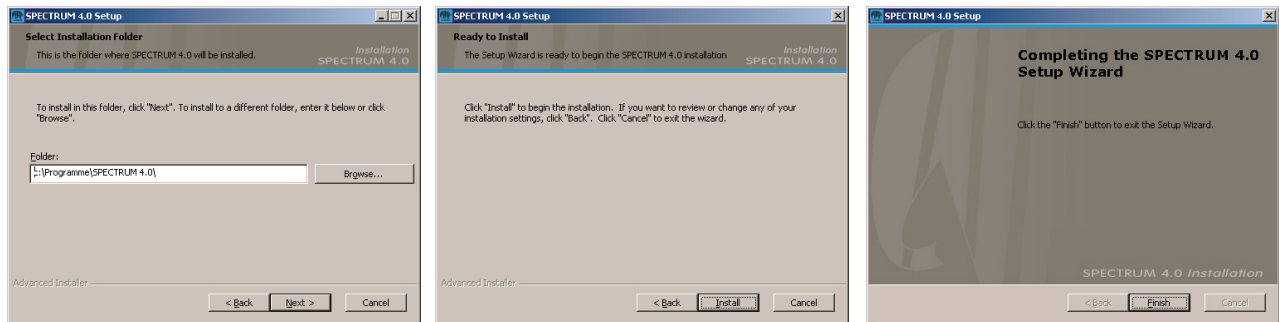 SPECTRUM 4.0 Setup
Select Installation Folder
This is the folder where SPECTRUM 4.0 will be installed.
Installation
SPECTRUM 4.0
To install in this folder, click "Next". To install to a different folder, enter it below or click
"Browse".
Folder:
:\Programme\SPECTRUM 4.0\
Browse...
Advanced Installer
< Back
Next >
Cancel
SPECTRUM 4.0 Setup
Ready to Install
The Setup Wizard is ready to begin the SPECTRUM 4.0 installation
Installation
SPECTRUM 4.0
Click "Install" to begin the installation. If you want to review or change any of your
installation settings, click "Back". Click "Cancel" to exit the wizard.
Advanced Installer
< Back
Install
Cancel
SPECTRUM 4.0 Setup
Completing the SPECTRUM 4.0
Setup Wizard
Click the "Finish" button to exit the Setup Wizard.
SPECTRUM 4.0 Installation
< Back
Finish
Cancel